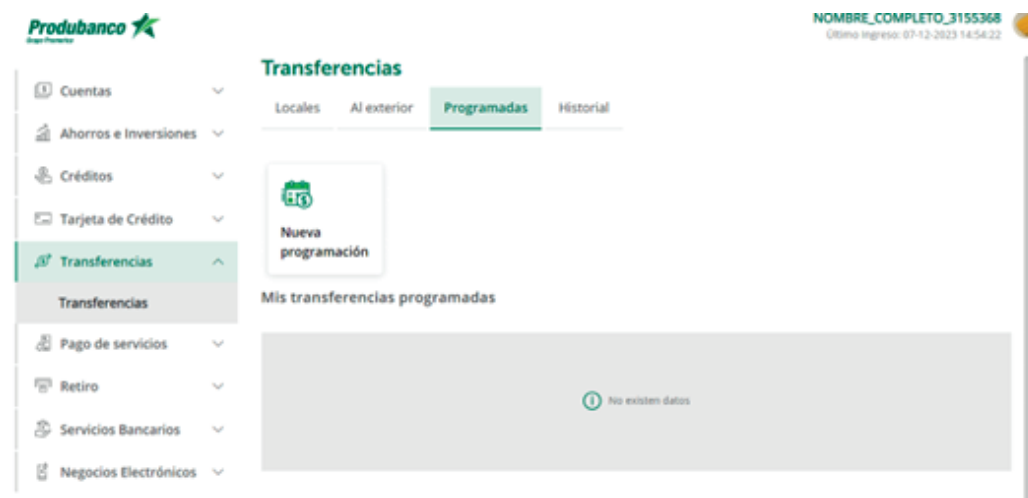 Produbanco
Grupo Promerica
NOMBRE_COMPLETO_3155368
Último Ingreso: 07-12-2023 14:54:22
Cuentas
Ahorros e Inversiones
Créditos
Tarjeta de Crédito
Transferencias
Transferencias
Pago de servicios
Retiro
Servicios Bancarios
Negocios Electrónicos
Transferencias
Locales
Al exterior
Programadas
Historial
Nueva
programación
Mis transferencias programadas
No existen datos